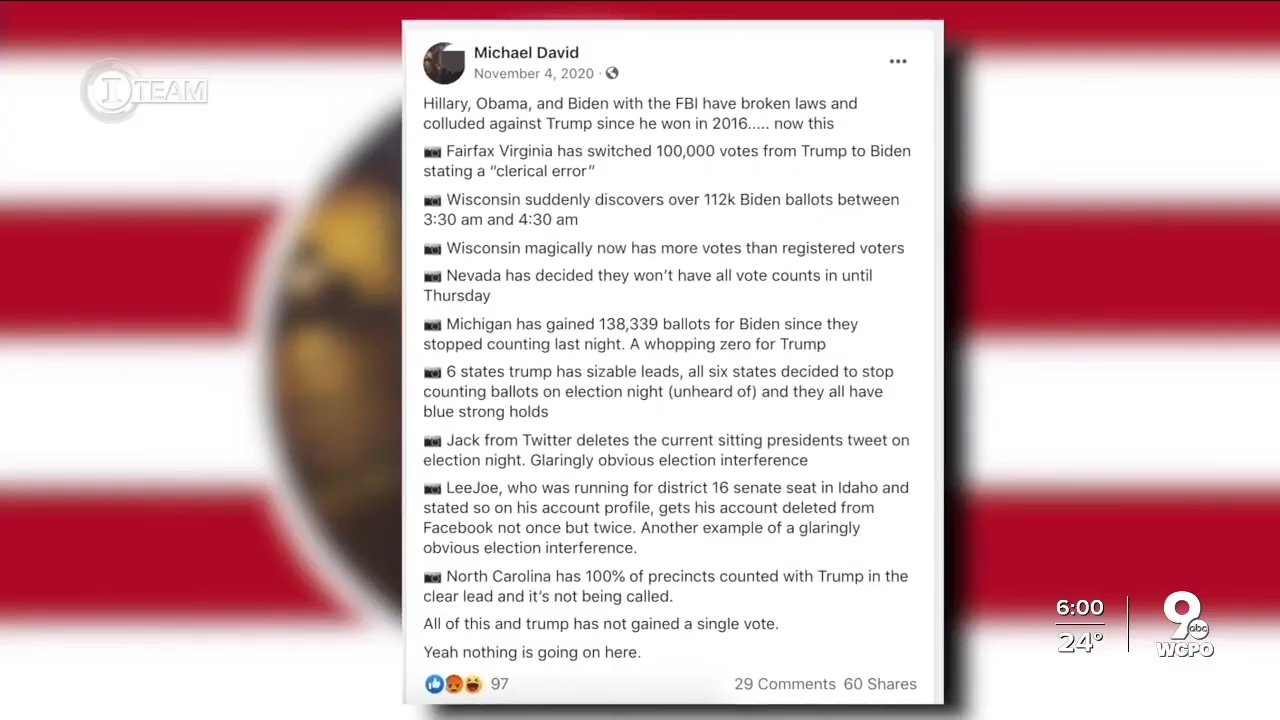 I TEAM
Michael David
November 4, 2020 ·
Hillary, Obama, and Biden with the FBI have broken laws and
colluded against Trump since he won in 2016..... now this
Fairfax Virginia has switched 100,000 votes from Trump to Biden
stating a “clerical error”
Wisconsin suddenly discovers over 112k Biden ballots between
3:30 am and 4:30 am
Wisconsin magically now has more votes than registered voters
Nevada has decided they won’t have all vote counts in until
Thursday
Michigan has gained 138,339 ballots for Biden since they
stopped counting last night. A whopping zero for Trump
6 states trump has sizable leads, all six states decided to stop
counting ballots on election night (unheard of) and they all have
blue strong holds
Jack from Twitter deletes the current sitting presidents tweet on
election night. Glaringly obvious election interference
LeeJoe, who was running for district 16 senate seat in Idaho and
stated so on his account profile, gets his account deleted from
Facebook not once but twice. Another example of a glaringly
obvious election interference.
North Carolina has 100% of precincts counted with Trump in the
clear lead and it’s not being called.
All of this and trump has not gained a single vote.
Yeah nothing is going on here.
97
29 Comments 60 Shares
6:00
24°
9
abc
WCPO